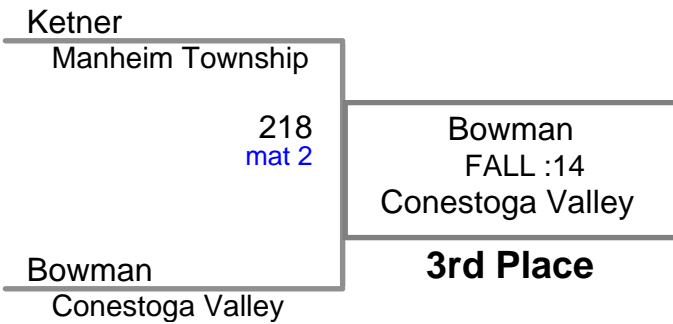 Ketner
Manheim Township
218
mat 2
Bowman
FALL :14
Conestoga Valley
3rd Place
Bowman
Conestoga Valley